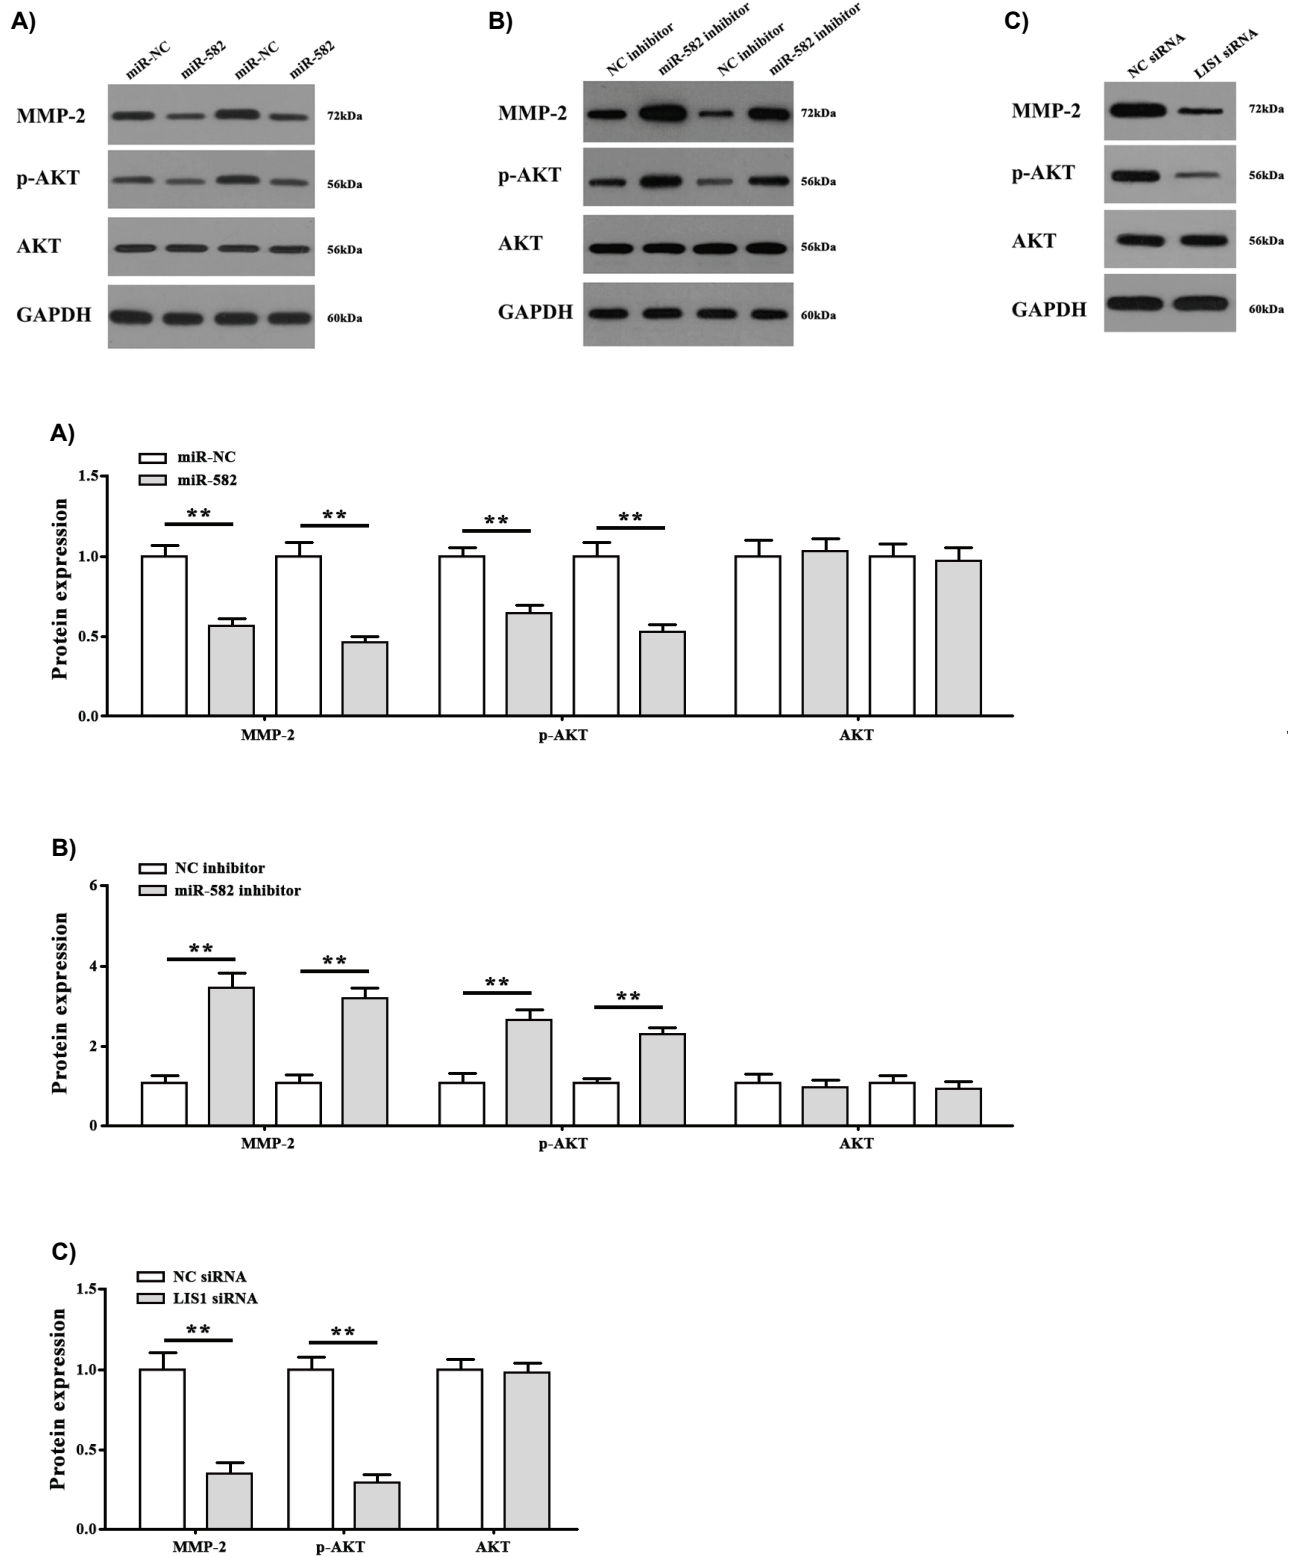 A)
miR-NC miR-582 miR-NC miR-582
MMP-2 72kDa
p-AKT 56kDa
AKT 56kDa
GAPDH 60kDa
B)
NC inhibitor miR-582 inhibitor NC inhibitor miR-582 inhibitor
MMP-2 72kDa
p-AKT 56kDa
AKT 56kDa
GAPDH 60kDa
C)
NC siRNA LIS1 siRNA
MMP-2 72kDa
p-AKT 56kDa
AKT 56kDa
GAPDH 60kDa
A)
miR-NC
miR-582
Protein expression
1.5
1.0
0.5
0.0
** ** ** **
MMP-2 p-AKT AKT
B)
NC inhibitor
miR-582 inhibitor
Protein expression
6
4
2
0
** ** ** **
MMP-2 p-AKT AKT
C)
NC siRNA
LIS1 siRNA
Protein expression
1.5
1.0
0.5
0.0
** **
MMP-2 p-AKT AKT